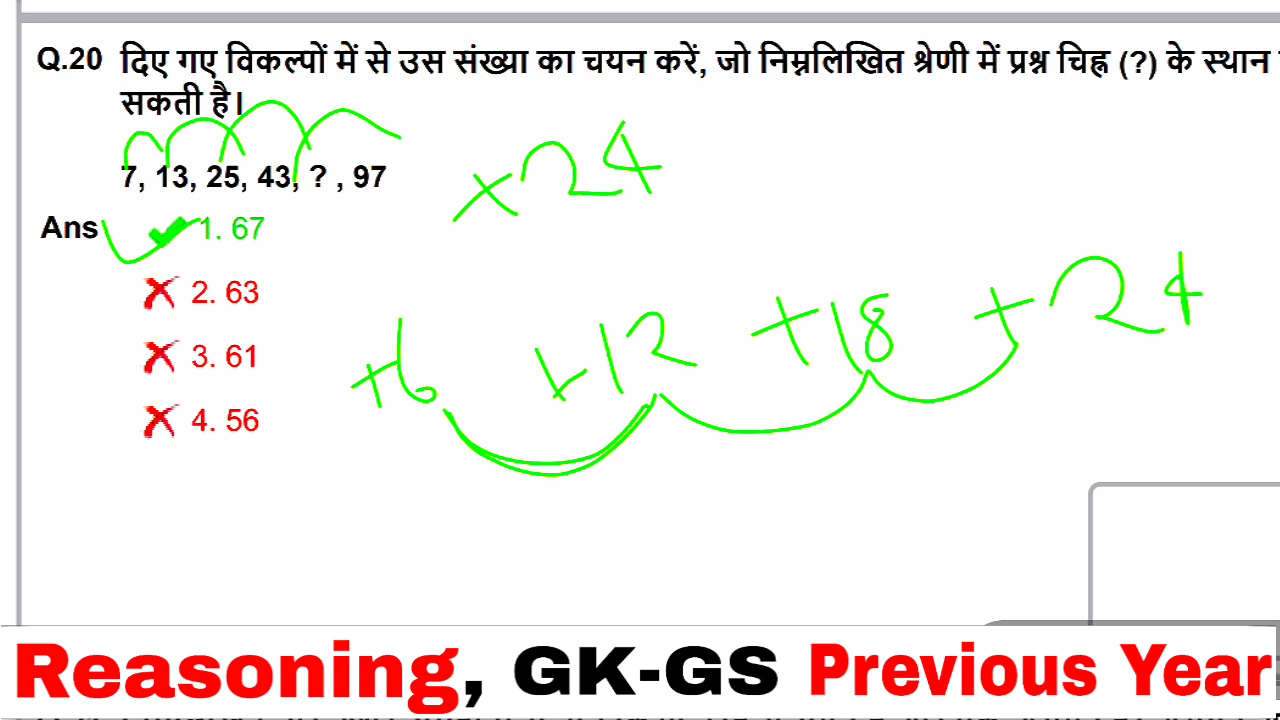 Q.20 दिए गए विकल्पों में से उस संख्या का चयन करें, जो निम्नलिखित श्रेणी में प्रश्न चिह्न (?) के स्थान
सकती है।
7, 13, 25, 43, ? , 97
×24
Ans 1. 67
2. 63
3. 61
4. 56
+6 +12 +18 +24
Reasoning, GK-GS Previous Year